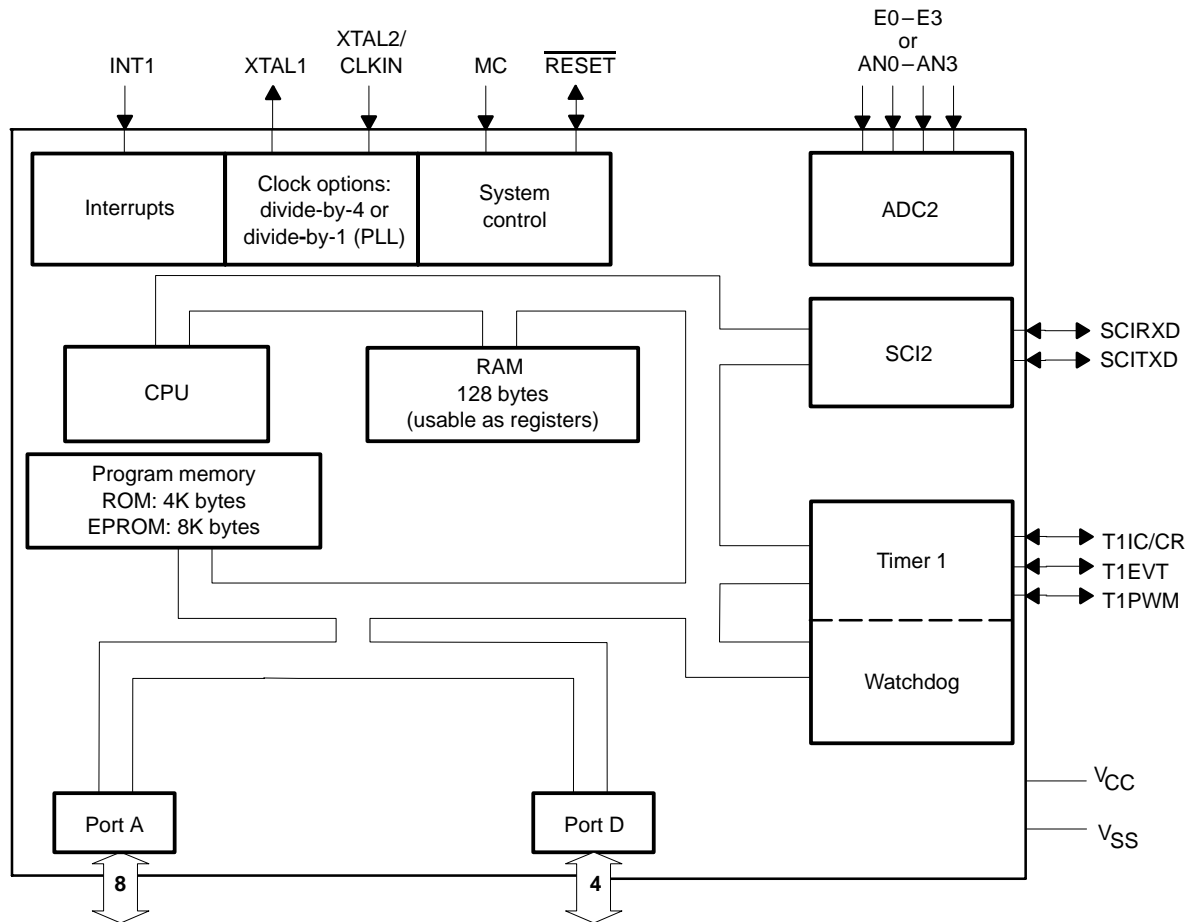 E0–E3
or
AN0–AN3
XTAL2/
CLKIN
INT1
XTAL1
MC
RESET
Interrupts
Clock options:
divide-by-4 or
divide-by-1 (PLL)
System
control
ADC2
SCI2
SCIRXD
SCITXD
CPU
RAM
128 bytes
(usable as registers)
Program memory
ROM: 4K bytes
EPROM: 8K bytes
Timer 1
T1IC/CR
T1EVT
T1PWM
Watchdog
VCC
VSS
Port A
Port D
8
4